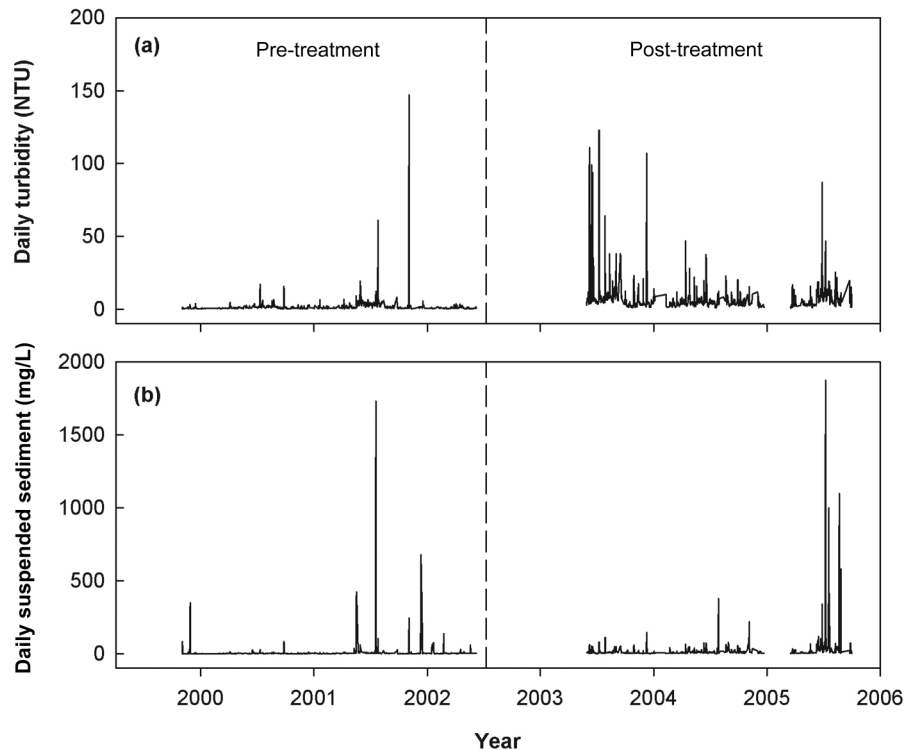 200
(a)
Pre-treatment
Post-treatment
150
100
50
0
Daily turbidity (NTU)
2000
(b)
1500
1000
500
0
Daily suspended sediment (mg/L)
2000 2001 2002 2003 2004 2005 2006
Year